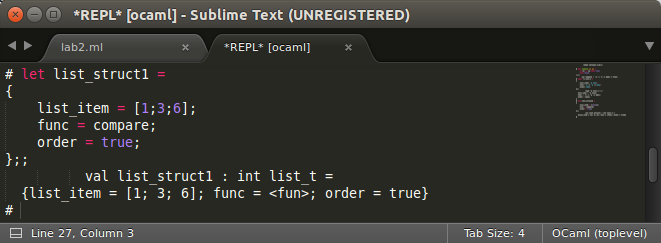 *REPL* [ocaml] - Sublime Text (UNREGISTERED)
lab2.ml
*REPL* [ocaml]
# let list_struct1 =
{
    list_item = [1;3;6];
    func = compare;
    order = true;
};;
          val list_struct1 : int list_t =
  {list_item = [1; 3; 6]; func = <fun>; order = true}
#
Line 27, Column 3
Tab Size: 4
OCaml (toplevel)